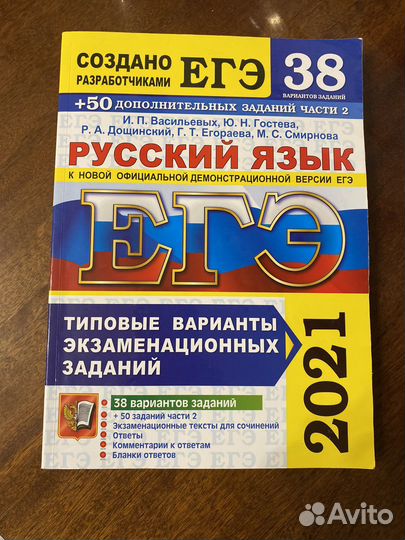 СОЗДАНО
РАЗРАБОТЧИКАМИ ЕГЭ
38
ВАРИАНТОВ ЗАДАНИЙ
+50 ДОПОЛНИТЕЛЬНЫХ ЗАДАНИЙ ЧАСТИ 2
И. П. Васильевых, Ю. Н. Гостева,
Р. А. Дощинский, Г. Т. Егораева, М. С. Смирнова
РУССКИЙ ЯЗЫК
К НОВОЙ ОФИЦИАЛЬНОЙ ДЕМОНСТРАЦИОННОЙ ВЕРСИИ ЕГЭ
ЕГЭ
ТИПОВЫЕ ВАРИАНТЫ
ЭКЗАМЕНАЦИОННЫХ
ЗАДАНИЙ
2021
38 вариантов заданий
+ 50 заданий части 2
Экзаменационные тексты для сочинений
Ответы
Комментарии к ответам
Бланки ответов
Avito